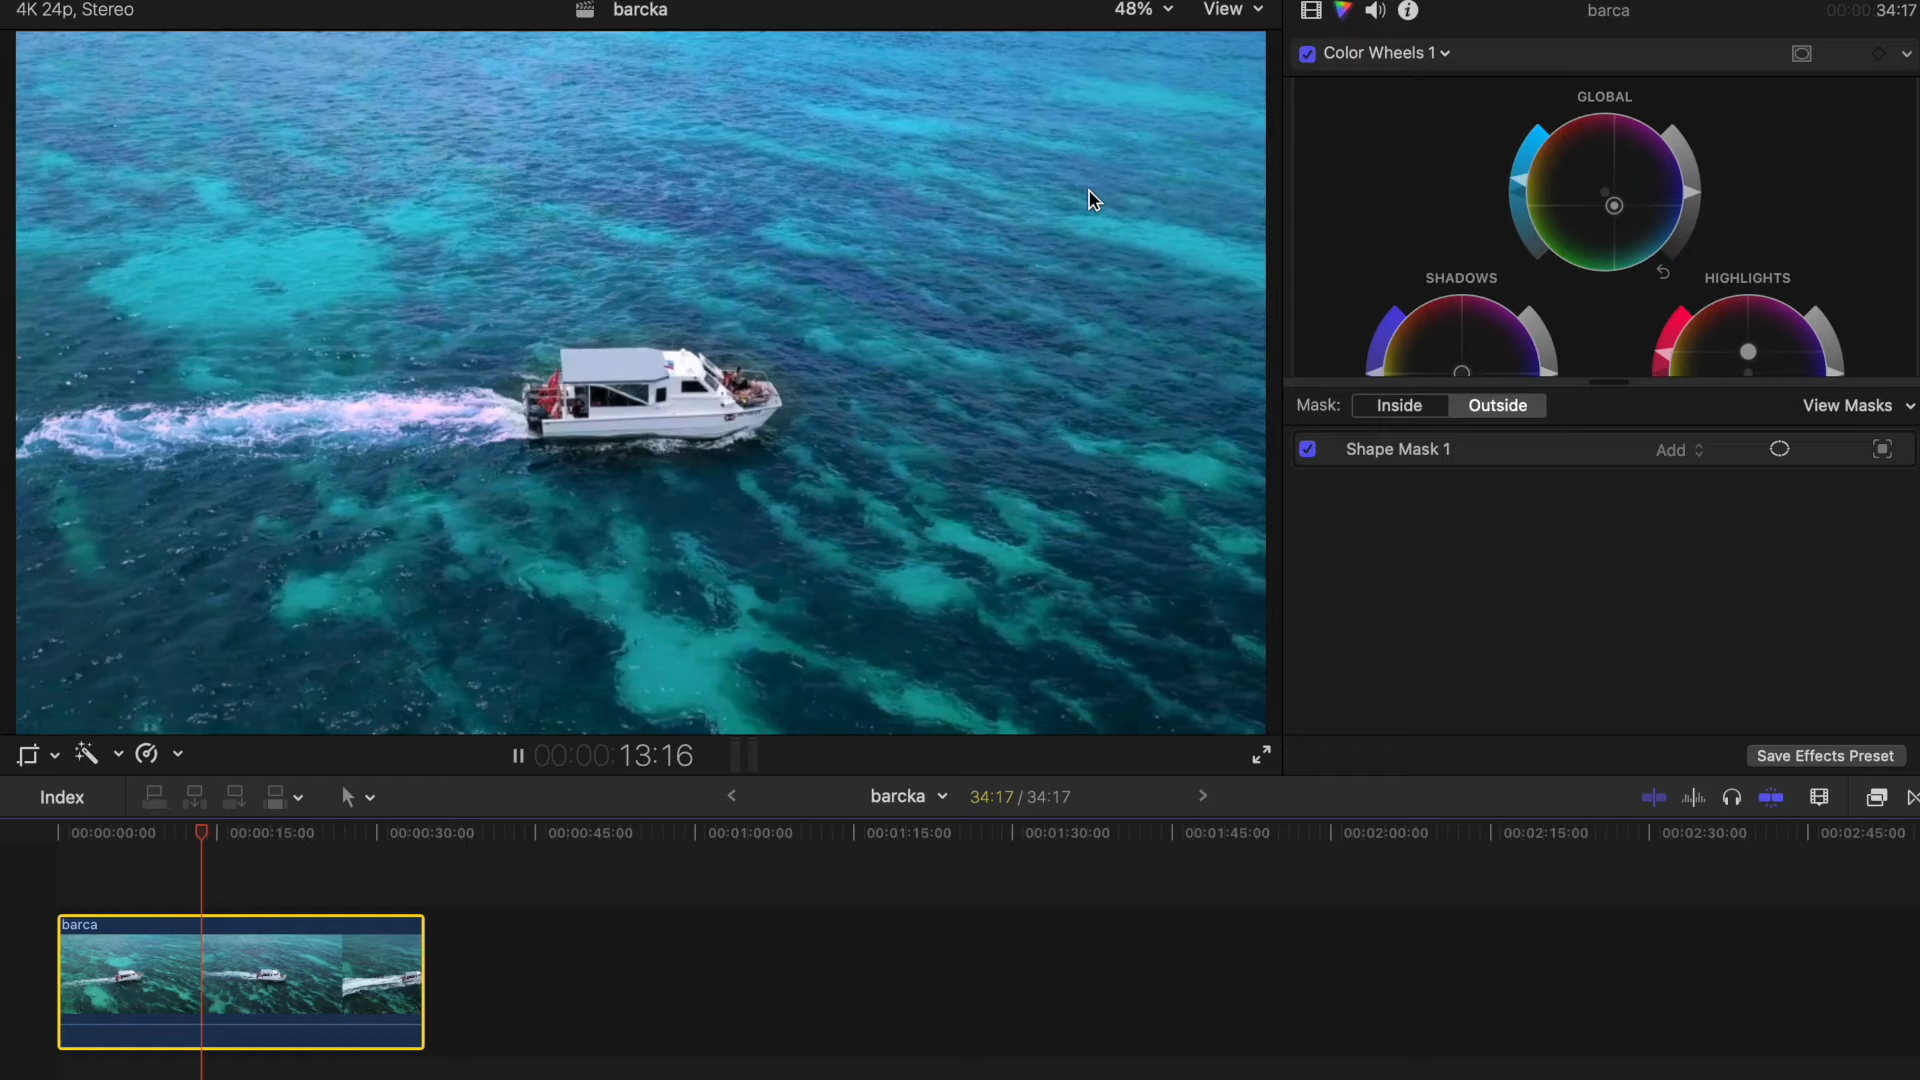 4K 24p, Stereo
barcka
48%
View
barca
00:00:34:17
Color Wheels 1
GLOBAL
SHADOWS
HIGHLIGHTS
Mask:
Inside
Outside
View Masks
Shape Mask 1
Add
00:00:13:16
Save Effects Preset
Index
barcka
34:17 / 34:17
00:00:00:00
00:00:15:00
00:00:30:00
00:00:45:00
00:01:00:00
00:01:15:00
00:01:30:00
00:01:45:00
00:02:00:00
00:02:15:00
00:02:30:00
00:02:45:00
barca